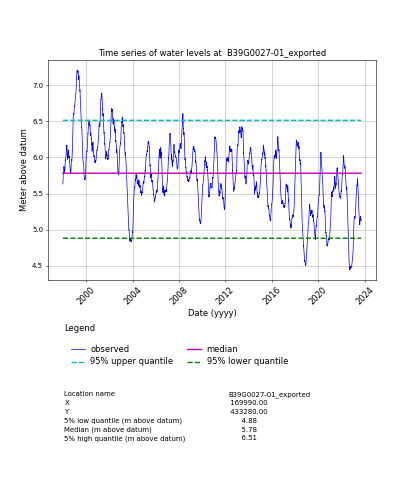 Time series of water levels at  B39G0027-01_exported
Meter above datum
7.0
6.5
6.0
5.5
5.0
4.5
2000
2004
2008
2012
2016
2020
2024
Date (yyyy)
Legend
observed
median
95% upper quantile
95% lower quantile
Location name B39G0027-01_exported
X 169990.00
Y 433280.00
5% low quantile (m above datum) 4.88
Median (m above datum) 5.78
5% high quantile (m above datum) 6.51